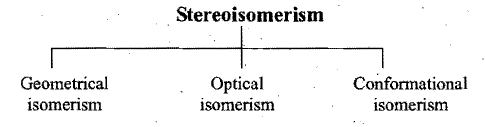 Stereoisomerism
Geometrical
isomerism
Optical
isomerism
Conformational
isomerism